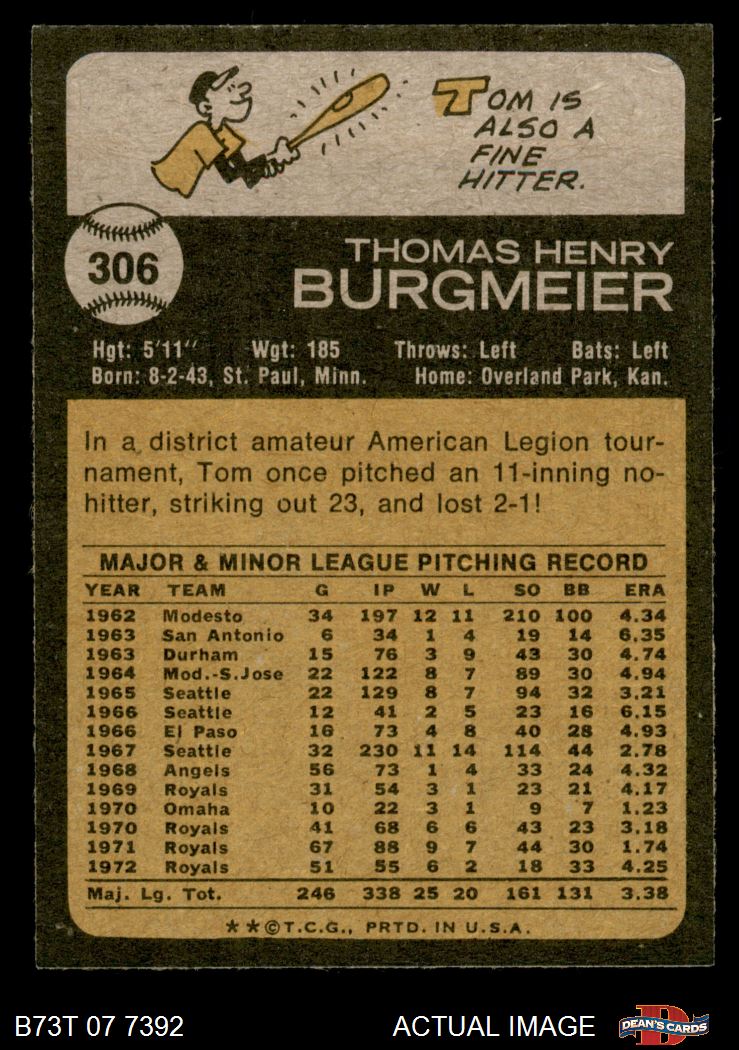 TOM IS
ALSO A
FINE
HITTER.
306
THOMAS HENRY
BURGMEIER
Hgt: 5'11" Wgt: 185 Throws: Left Bats: Left
Born: 8-2-43, St. Paul, Minn. Home: Overland Park, Kan.
In a district amateur American Legion tour-
nament, Tom once pitched an 11-inning no-
hitter, striking out 23, and lost 2-1!
MAJOR & MINOR LEAGUE PITCHING RECORD
YEAR TEAM G IP W L SO BB ERA
1962 Modesto 34 197 12 11 210 100 4.34
1963 San Antonio 6 34 1 4 19 14 6.35
1963 Durham 15 76 3 9 43 30 4.74
1964 Mod.-S.Jose 22 122 8 7 89 30 4.94
1965 Seattle 22 129 8 7 94 32 3.21
1966 Seattle 12 41 2 5 23 16 6.15
1966 El Paso 16 73 4 8 40 28 4.93
1967 Seattle 32 230 11 14 114 44 2.78
1968 Angels 56 73 1 4 33 24 4.32
1969 Royals 31 54 3 1 23 21 4.17
1970 Omaha 10 22 3 1 9 7 1.23
1970 Royals 41 68 6 6 43 23 3.18
1971 Royals 67 88 9 7 44 30 1.74
1972 Royals 51 55 6 2 18 33 4.25
Maj. Lg. Tot. 246 338 25 20 161 131 3.38
★★©T.C.G., PRTD. IN U.S.A.
B73T 07 7392 ACTUAL IMAGE D DEAN'S CARDS